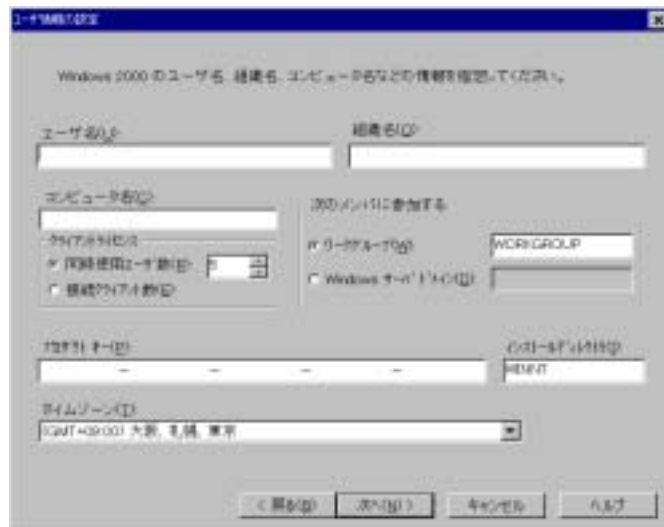 ユーザ情報の設定
Windows 2000 のユーザ名、組織名、コンピュータ名などの情報を指定してください。
ユーザ名(U) 組織名(O)
コンピュータ名(C) 次のメンバに参加する
クライアントライセンス
同時使用ユーザ数(E) 5
接続クライアント数(E)
ワークグループ(W) WORKGROUP
Windows サーバ ドメイン(D)
プロダクト キー(P) インストールディレクトリ(I)
– – – – WINNT
タイムゾーン(T)
(GMT+09:00) 大阪、札幌、東京
< 戻る(B) 次へ(N) > キャンセル ヘルプ